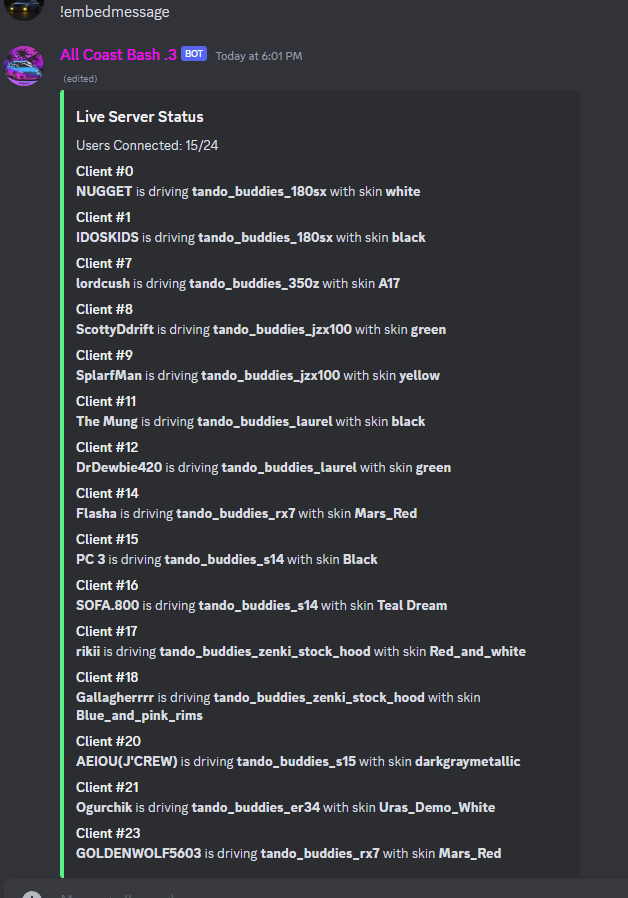 !embedmessage
All Coast Bash .3 BOT Today at 6:01 PM
(edited)
Live Server Status
Users Connected: 15/24
Client #0
NUGGET is driving tando_buddies_180sx with skin white
Client #1
IDOSKIDS is driving tando_buddies_180sx with skin black
Client #7
lordcush is driving tando_buddies_350z with skin A17
Client #8
ScottyDdrift is driving tando_buddies_jzx100 with skin green
Client #9
SplarfMan is driving tando_buddies_jzx100 with skin yellow
Client #11
The Mung is driving tando_buddies_laurel with skin black
Client #12
DrDewbie420 is driving tando_buddies_laurel with skin green
Client #14
Flasha is driving tando_buddies_rx7 with skin Mars_Red
Client #15
PC 3 is driving tando_buddies_s14 with skin Black
Client #16
SOFA.800 is driving tando_buddies_s14 with skin Teal Dream
Client #17
rikii is driving tando_buddies_zenki_stock_hood with skin Red_and_white
Client #18
Gallagherrrr is driving tando_buddies_zenki_stock_hood with skin
Blue_and_pink_rims
Client #20
AEIOU(J'CREW) is driving tando_buddies_s15 with skin darkgraymetallic
Client #21
Ogurchik is driving tando_buddies_er34 with skin Uras_Demo_White
Client #23
GOLDENWOLF5603 is driving tando_buddies_rx7 with skin Mars_Red